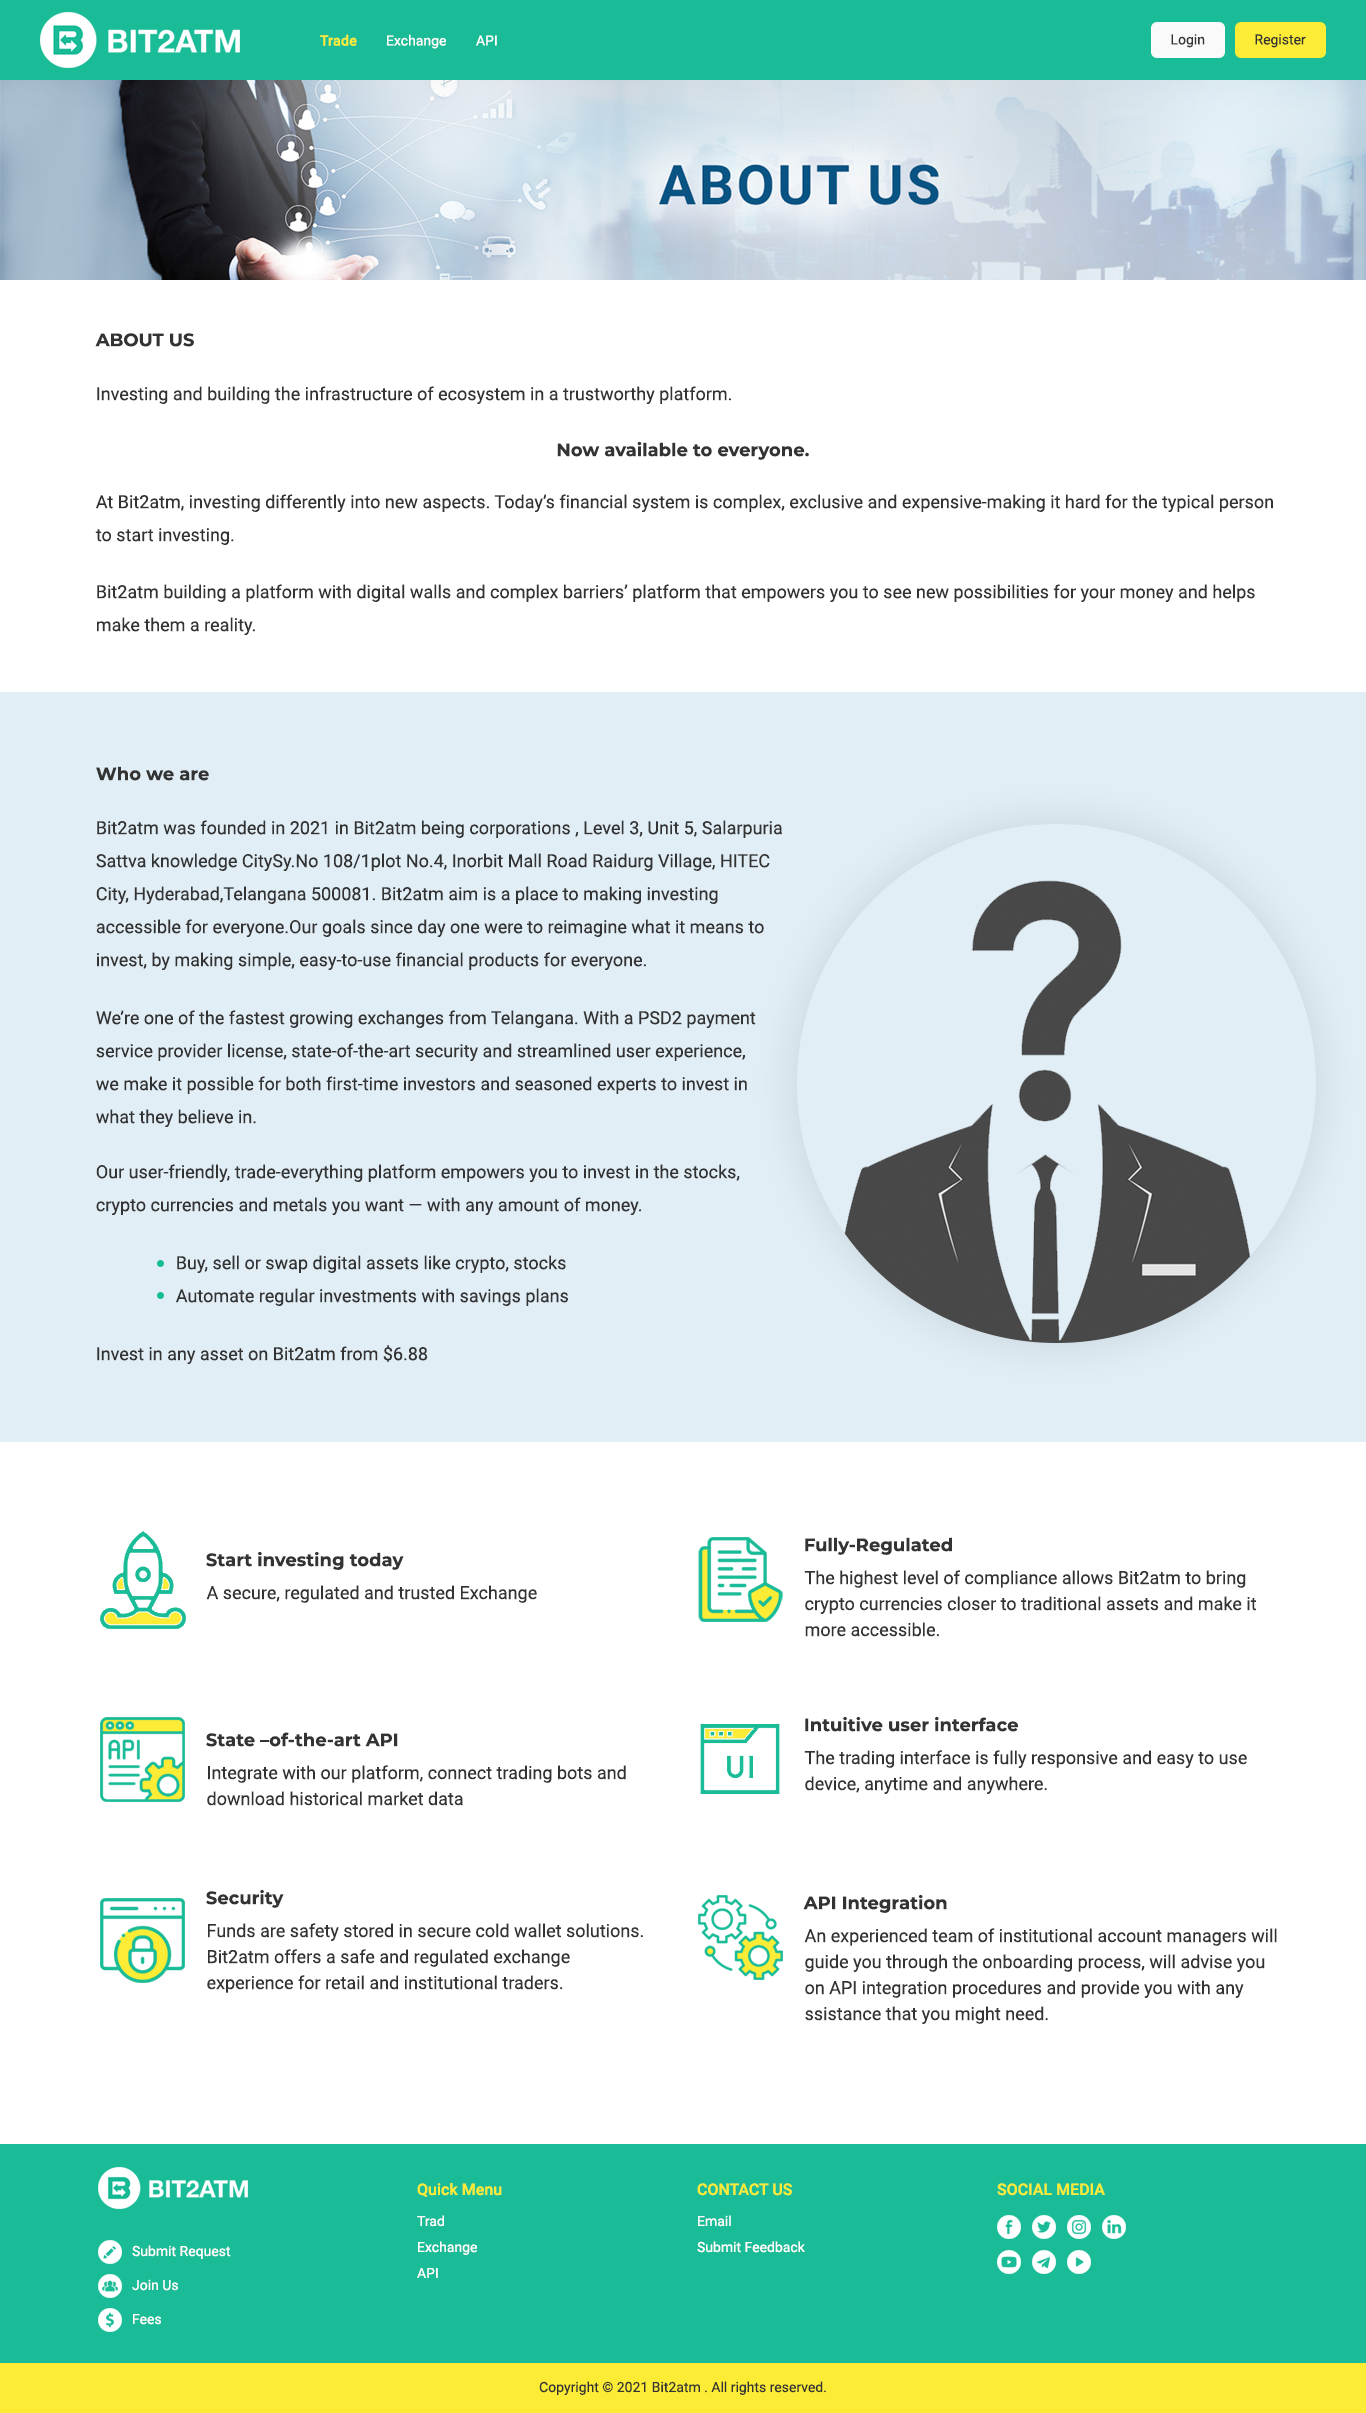 BIT2ATM
Trade Exchange API
Login Register
ABOUT US
ABOUT US
Investing and building the infrastructure of ecosystem in a trustworthy platform.
Now available to everyone.
At Bit2atm, investing differently into new aspects. Today’s financial system is complex, exclusive and expensive-making it hard for the typical person
to start investing.
Bit2atm building a platform with digital walls and complex barriers’ platform that empowers you to see new possibilities for your money and helps
make them a reality.
Who we are
Bit2atm was founded in 2021 in Bit2atm being corporations , Level 3, Unit 5, Salarpuria
Sattva knowledge CitySy.No 108/1plot No.4, Inorbit Mall Road Raidurg Village, HITEC
City, Hyderabad,Telangana 500081. Bit2atm aim is a place to making investing
accessible for everyone.Our goals since day one were to reimagine what it means to
invest, by making simple, easy-to-use financial products for everyone.
We’re one of the fastest growing exchanges from Telangana. With a PSD2 payment
service provider license, state-of-the-art security and streamlined user experience,
we make it possible for both first-time investors and seasoned experts to invest in
what they believe in.
Our user-friendly, trade-everything platform empowers you to invest in the stocks,
crypto currencies and metals you want — with any amount of money.
Buy, sell or swap digital assets like crypto, stocks
Automate regular investments with savings plans
Invest in any asset on Bit2atm from $6.88
Start investing today
A secure, regulated and trusted Exchange
Fully-Regulated
The highest level of compliance allows Bit2atm to bring
crypto currencies closer to traditional assets and make it
more accessible.
API
State –of-the-art API
Integrate with our platform, connect trading bots and
download historical market data
UI
Intuitive user interface
The trading interface is fully responsive and easy to use
device, anytime and anywhere.
Security
Funds are safety stored in secure cold wallet solutions.
Bit2atm offers a safe and regulated exchange
experience for retail and institutional traders.
API Integration
An experienced team of institutional account managers will
guide you through the onboarding process, will advise you
on API integration procedures and provide you with any
ssistance that you might need.
BIT2ATM
Submit Request
Join Us
Fees
Quick Menu
Trad
Exchange
API
CONTACT US
Email
Submit Feedback
SOCIAL MEDIA
Copyright © 2021 Bit2atm . All rights reserved.